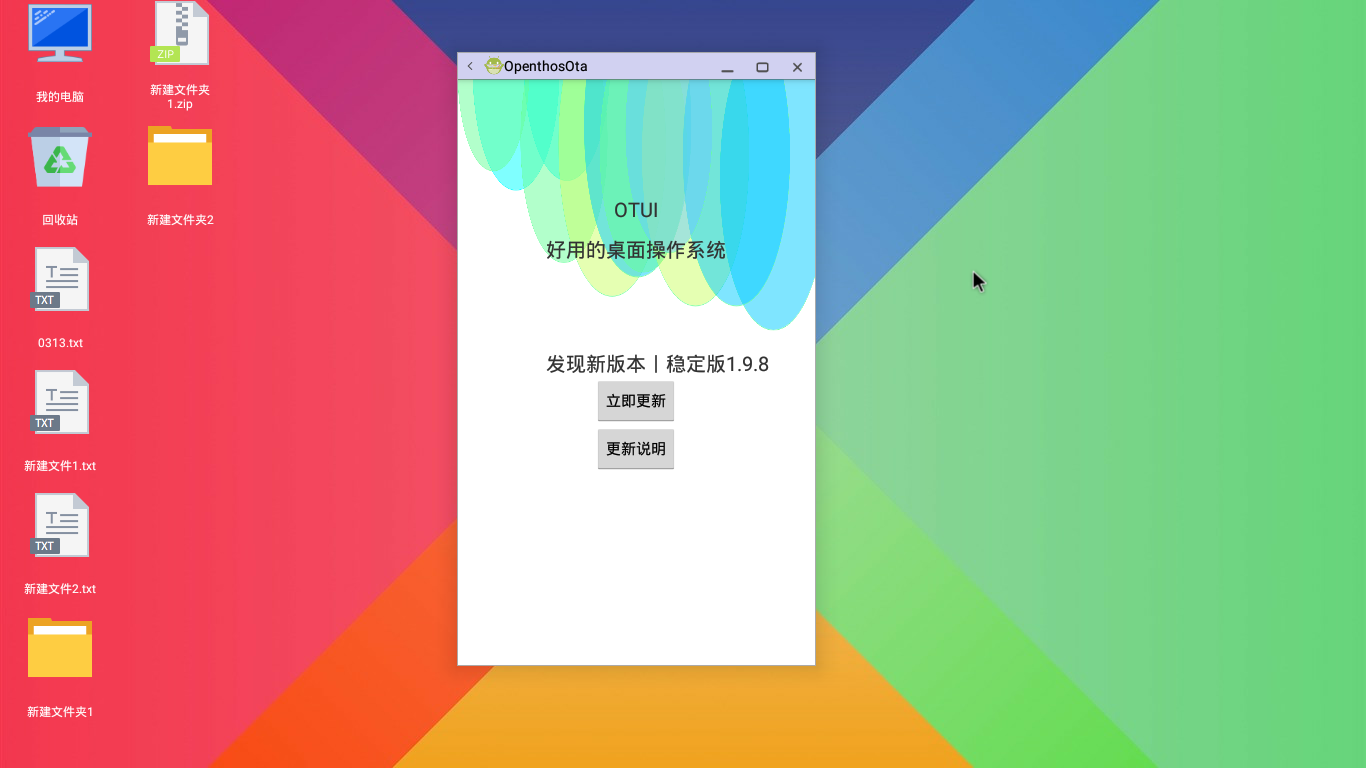 我的电脑
ZIP
新建文件夹
1.zip
回收站
新建文件夹2
TXT
0313.txt
TXT
新建文件1.txt
TXT
新建文件2.txt
新建文件夹1
OpenthosOta
OTUI
好用的桌面操作系统
发现新版本丨稳定版1.9.8
立即更新
更新说明